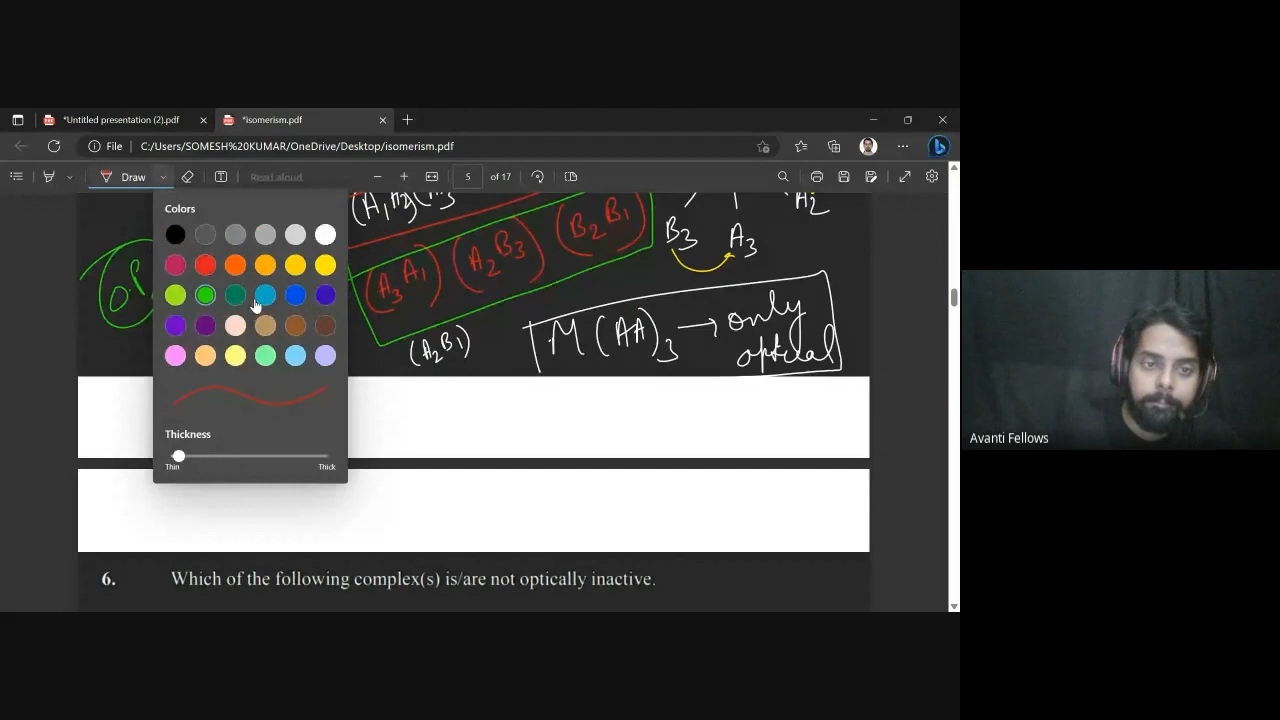 *Untitled presentation (2).pdf
*isomerism.pdf
File
C:/Users/SOMESH%20KUMAR/OneDrive/Desktop/isomerism.pdf
Draw
Read aloud
5 of 17
Colors
Thickness
Thin
Thick
A2
B3 A3
(A3A1) (A2B3) (B2B1)
(A2B1)
M(AA)3 → only
optical
6. Which of the following complex(s) is/are not optically inactive.
Avanti Fellows